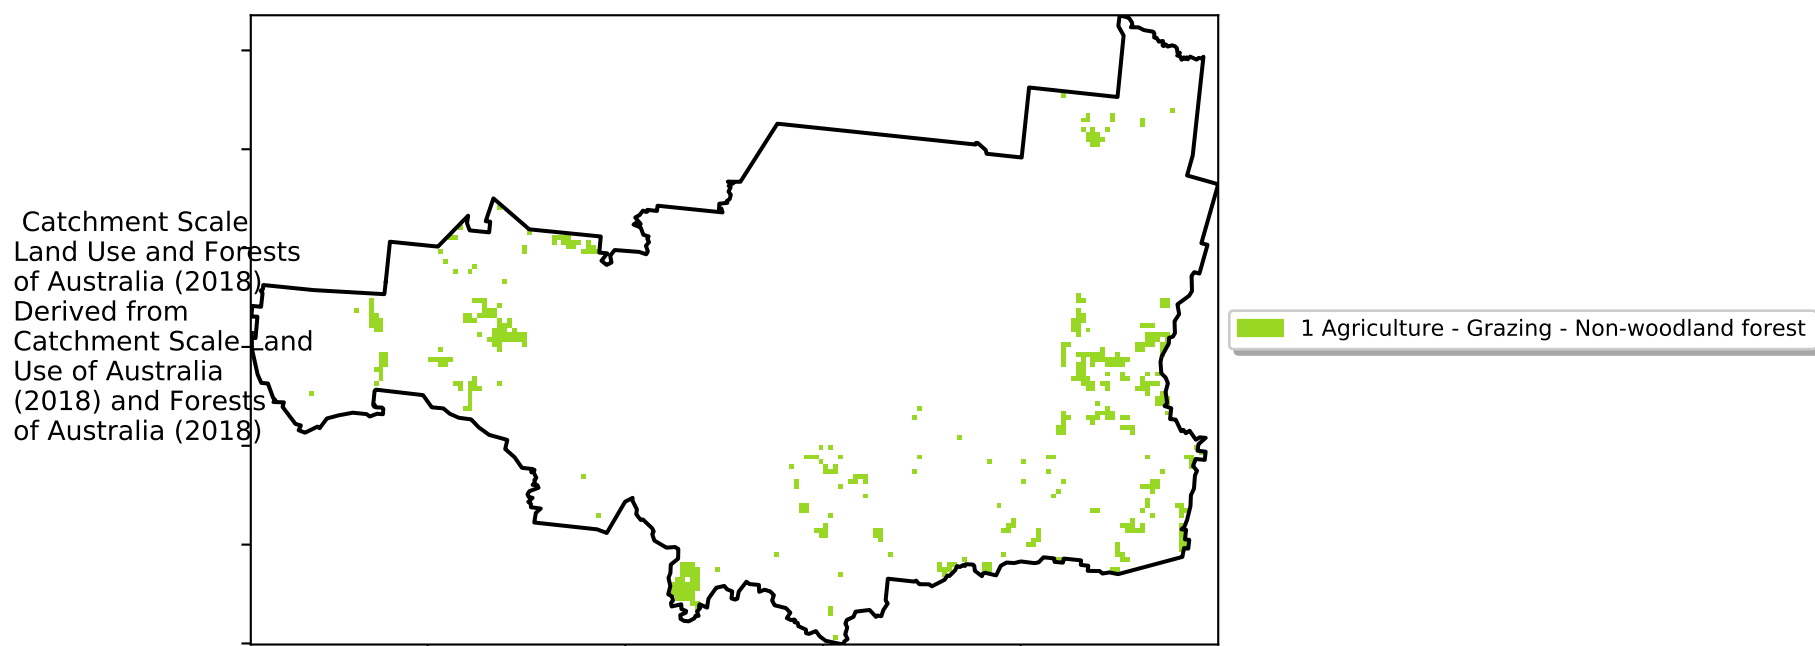 Catchment Scale
Land Use and Forests
of Australia (2018)
Derived from
Catchment Scale Land
Use of Australia
(2018) and Forests
of Australia (2018)
1 Agriculture - Grazing - Non-woodland forest